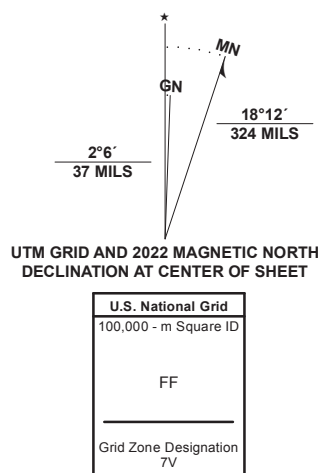 ★
MN
GN
18°12´
324 MILS
2°6´
37 MILS
UTM GRID AND 2022 MAGNETIC NORTH
DECLINATION AT CENTER OF SHEET
U.S. National Grid
100,000 - m Square ID
FF
Grid Zone Designation
7V